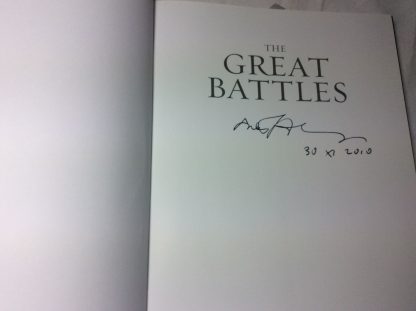 THE
GREAT
BATTLES
30 XI 2010